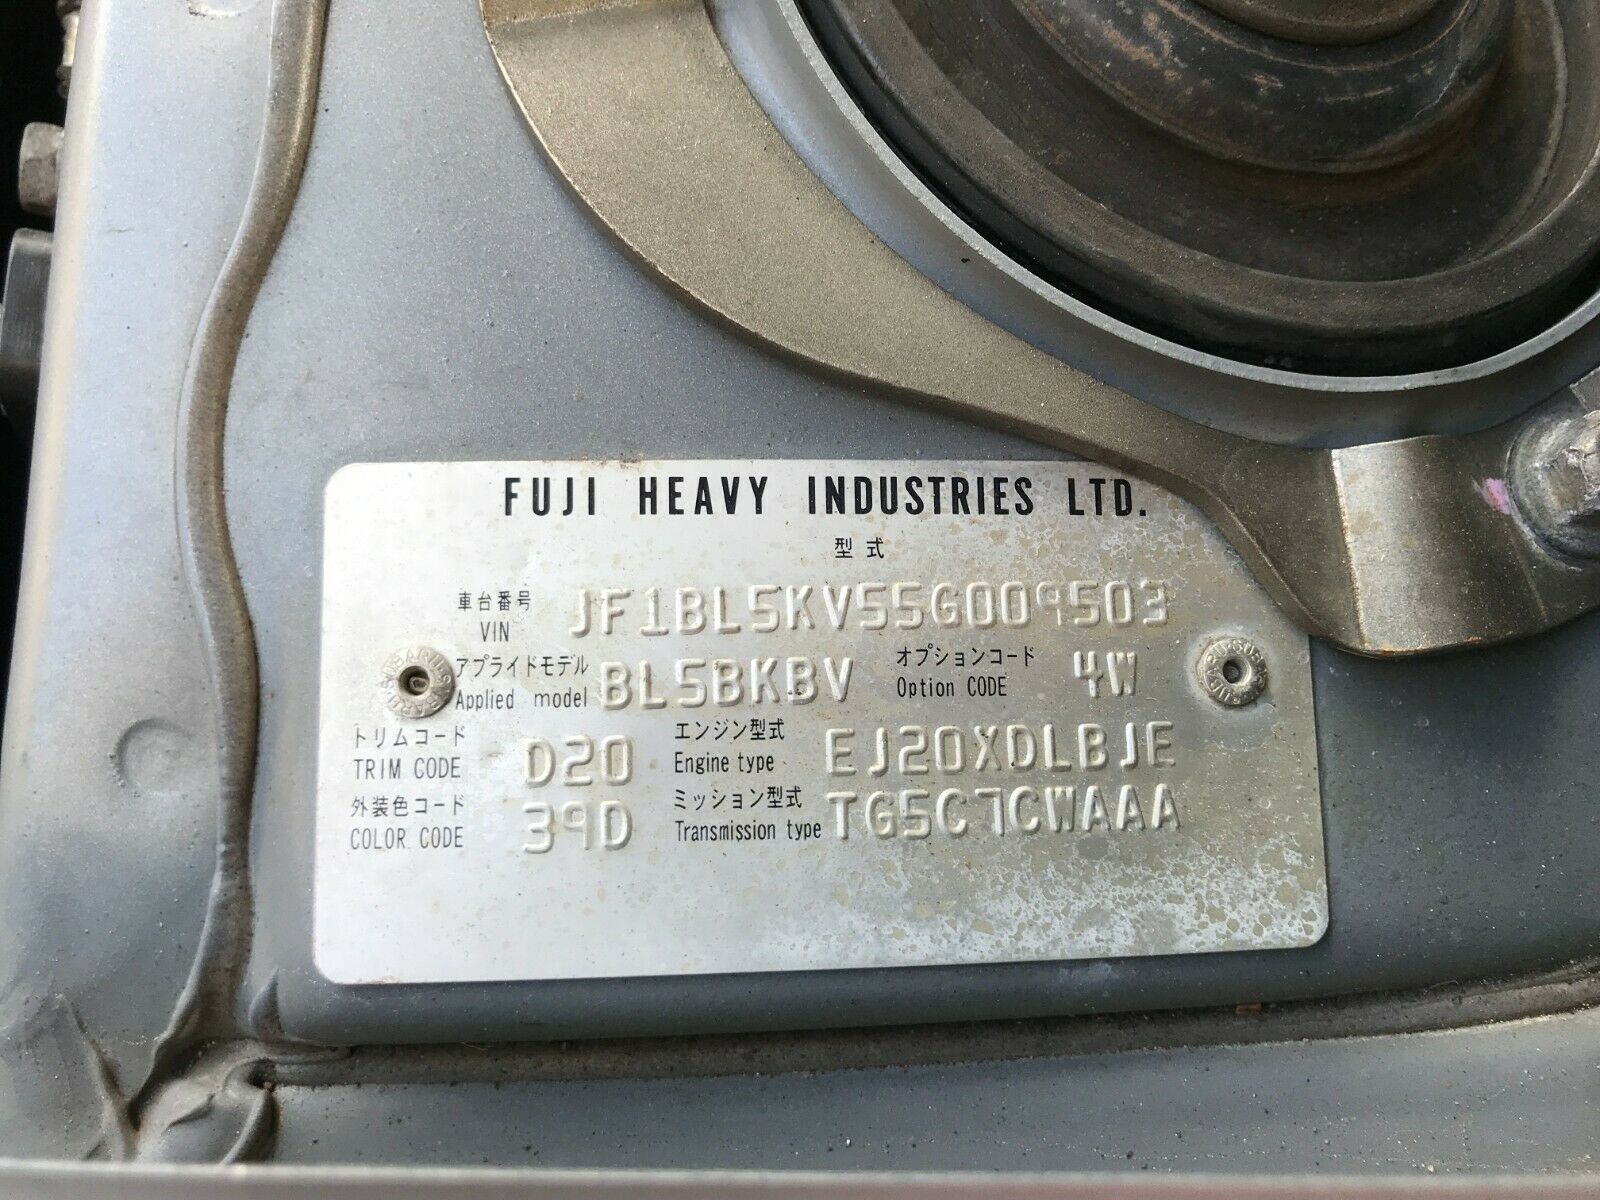 FUJI HEAVY INDUSTRIES LTD.
型式
車台番号 VIN JF1BL5KV55G009503
アプライドモデル Applied model BL5BKBV オプションコード Option CODE 4W
トリムコード TRIM CODE D20 エンジン型式 Engine type EJ20XDLBJE
外装色コード COLOR CODE 39D ミッション型式 Transmission type TG5C7CWAAA